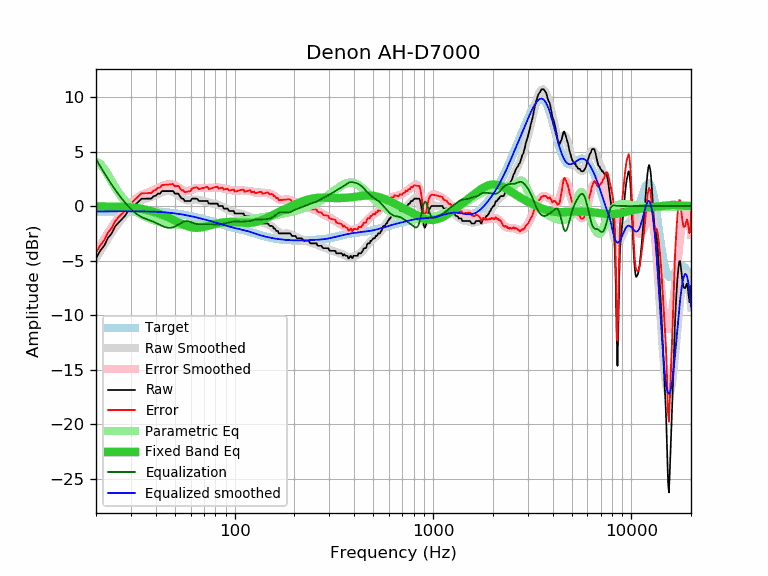 Denon AH-D7000
Amplitude (dBr)
10
5
0
−5
−10
−15
−20
−25
Target
Raw Smoothed
Error Smoothed
Raw
Error
Parametric Eq
Fixed Band Eq
Equalization
Equalized smoothed
100 1000 10000
Frequency (Hz)